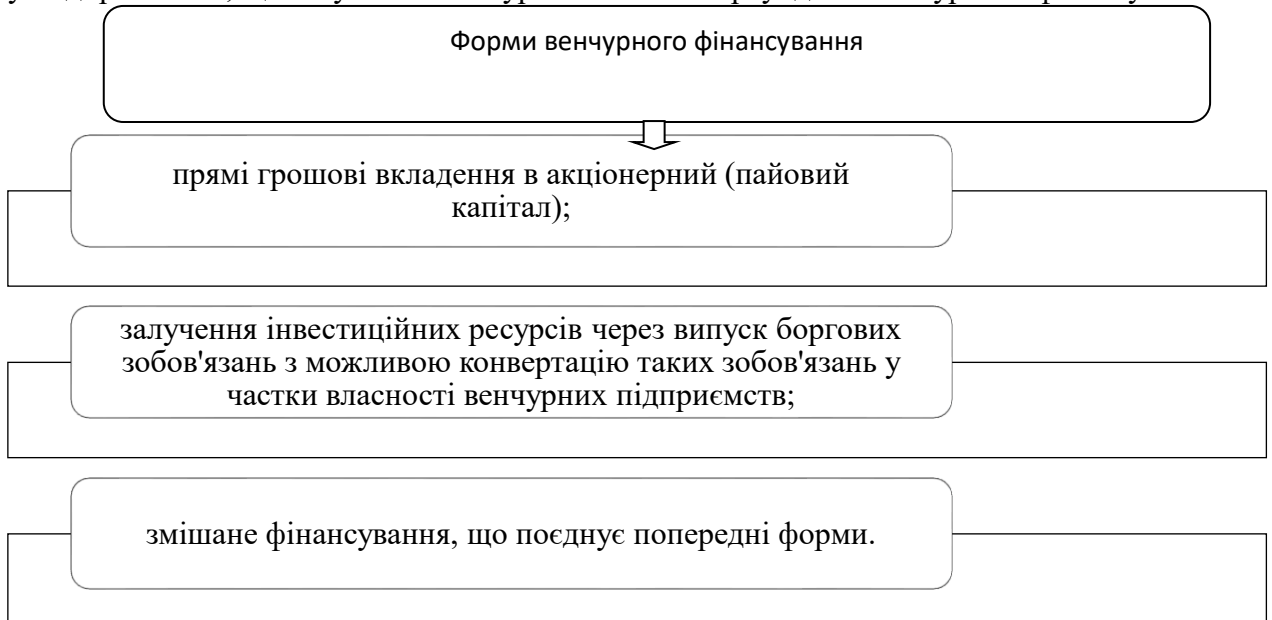 Форми венчурного фінансування
прямі грошові вкладення в акціонерний (пайовий
капітал);
залучення інвестиційних ресурсів через випуск боргових
зобов'язань з можливою конвертацію таких зобов'язань у
частки власності венчурних підприємств;
змішане фінансування, що поєднує попередні форми.